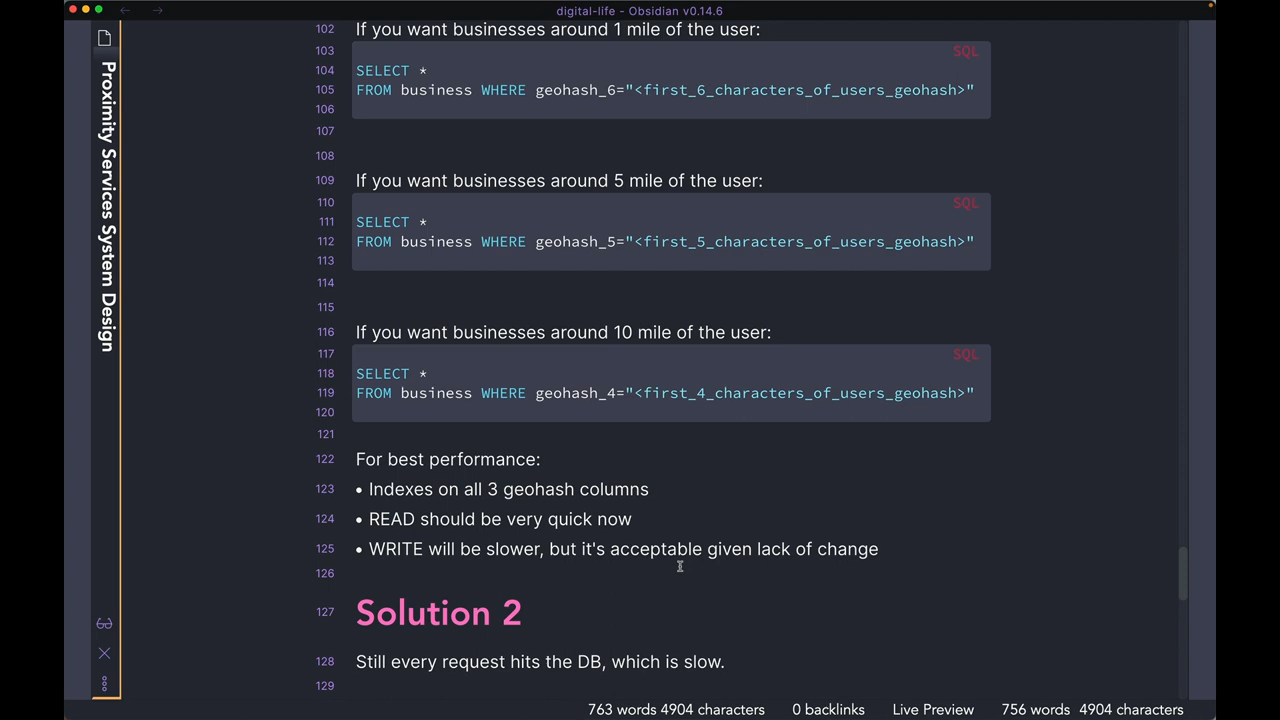 digital-life - Obsidian v0.14.6
Proximity Services System Design
102 If you want businesses around 1 mile of the user:
103 SQL
104 SELECT *
105 FROM business WHERE geohash_6="<first_6_characters_of_users_geohash>"
106
107
108
109 If you want businesses around 5 mile of the user:
110 SQL
111 SELECT *
112 FROM business WHERE geohash_5="<first_5_characters_of_users_geohash>"
113
114
115
116 If you want businesses around 10 mile of the user:
117 SQL
118 SELECT *
119 FROM business WHERE geohash_4="<first_4_characters_of_users_geohash>"
120
121
122 For best performance:
123 • Indexes on all 3 geohash columns
124 • READ should be very quick now
125 • WRITE will be slower, but it's acceptable given lack of change
126
127 Solution 2
128 Still every request hits the DB, which is slow.
129
763 words 4904 characters 0 backlinks Live Preview 756 words 4904 characters